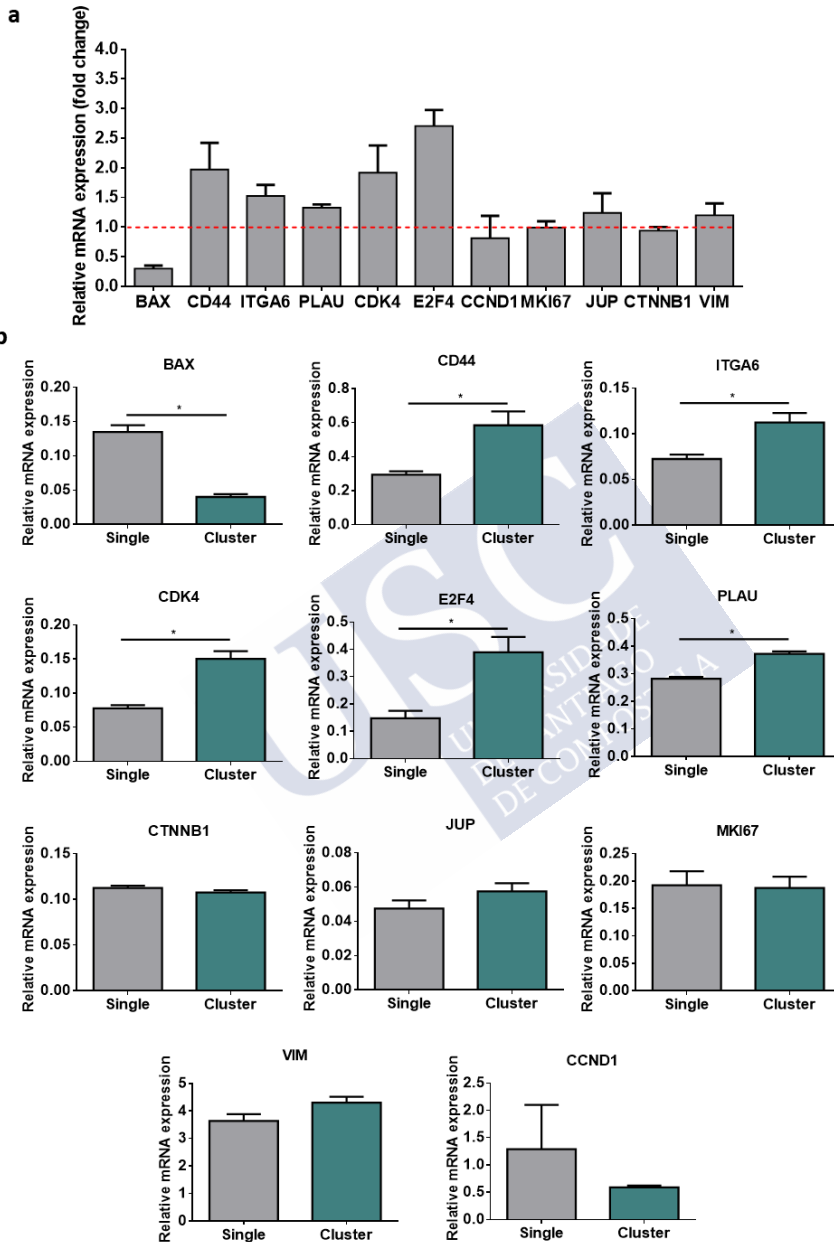 a
Relative mRNA expression (fold change)
4.0
3.5
3.0
2.5
2.0
1.5
1.0
0.5
0.0
BAX CD44 ITGA6 PLAU CDK4 E2F4 CCND1 MKI67 JUP CTNNB1 VIM
b
BAX
Relative mRNA expression
0.20
0.15
0.10
0.05
0.00
*
Single Cluster
CD44
Relative mRNA expression
0.8
0.6
0.4
0.2
0.0
*
Single Cluster
ITGA6
Relative mRNA expression
0.15
0.10
0.05
0.00
*
Single Cluster
CDK4
Relative mRNA expression
0.20
0.15
0.10
0.05
0.00
*
Single Cluster
E2F4
Relative mRNA expression
0.5
0.4
0.3
0.2
0.1
0.0
*
Single Cluster
PLAU
Relative mRNA expression
0.5
0.4
0.3
0.2
0.1
0.0
*
Single Cluster
USC
UNIVERSIDADE
DE SANTIAGO
DE COMPOSTELA
CTNNB1
Relative mRNA expression
0.15
0.10
0.05
0.00
Single Cluster
JUP
Relative mRNA expression
0.08
0.06
0.04
0.02
0.00
Single Cluster
MKI67
Relative mRNA expression
0.25
0.20
0.15
0.10
0.05
0.00
Single Cluster
VIM
Relative mRNA expression
5
4
3
2
1
0
Single Cluster
CCND1
Relative mRNA expression
2.5
2.0
1.5
1.0
0.5
0.0
Single Cluster